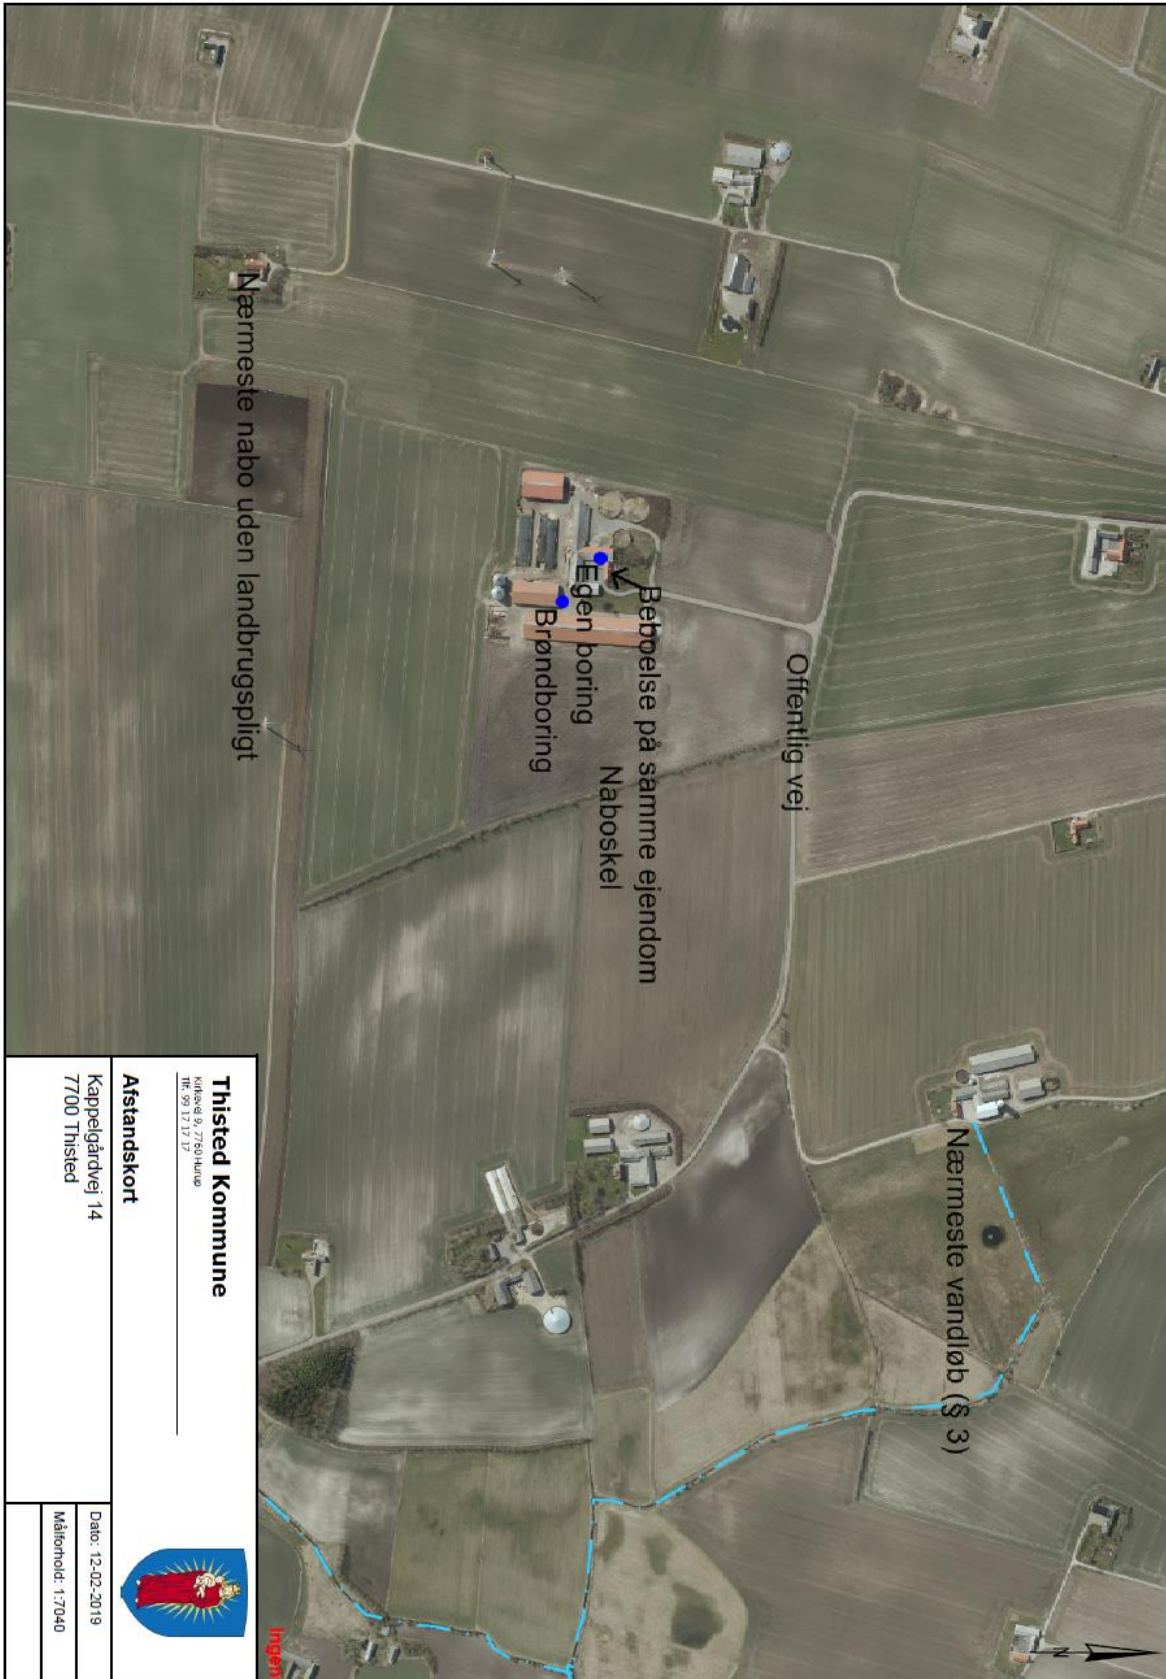 Nærmeste vandløb (§ 3)
Offentlig vej
Beboelse på samme ejendom
Naboskel
Egen boring
Brøndboring
Nærmeste nabo uden landbrugspligt
Ingen
N
Thisted Kommune
Kirkevej 9, 7760 Hurup
Tlf. 99 17 17 17
Afstandskort
Kappelgårdvej 14
7700 Thisted
Dato: 12-02-2019
Målforhold: 1:7040